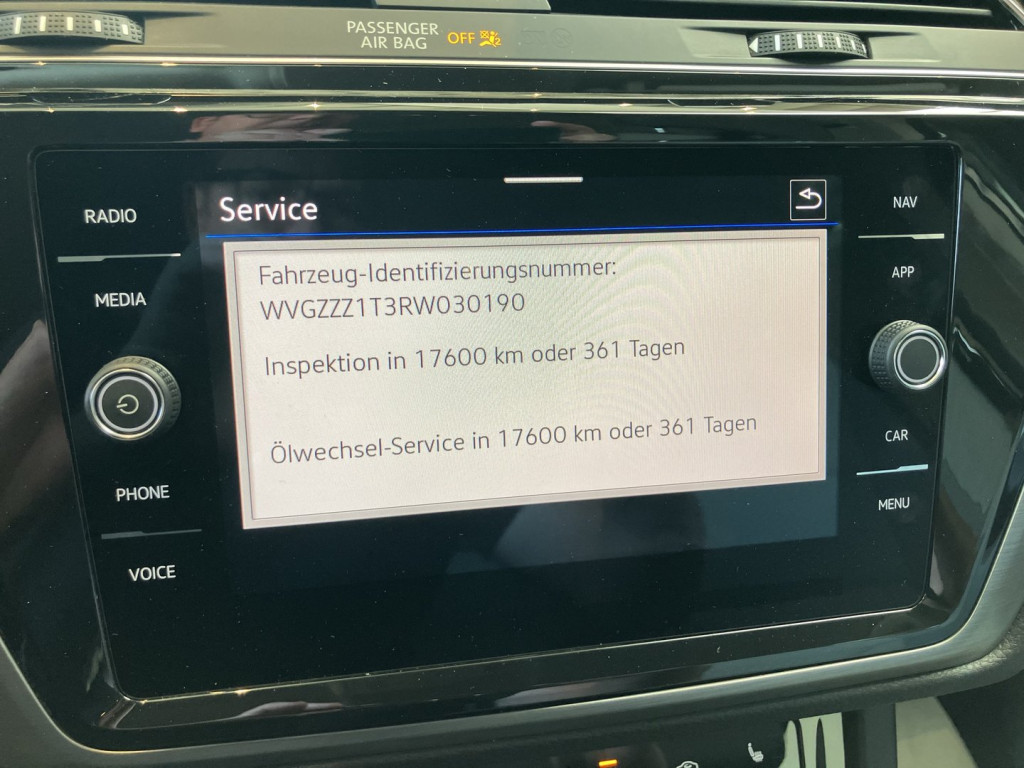 PASSENGER
AIR BAG OFF
Service
RADIO
MEDIA
PHONE
VOICE
Fahrzeug-Identifizierungsnummer:
WVGZZZ1T3RW030190
Inspektion in 17600 km oder 361 Tagen
Ölwechsel-Service in 17600 km oder 361 Tagen
NAV
APP
CAR
MENU